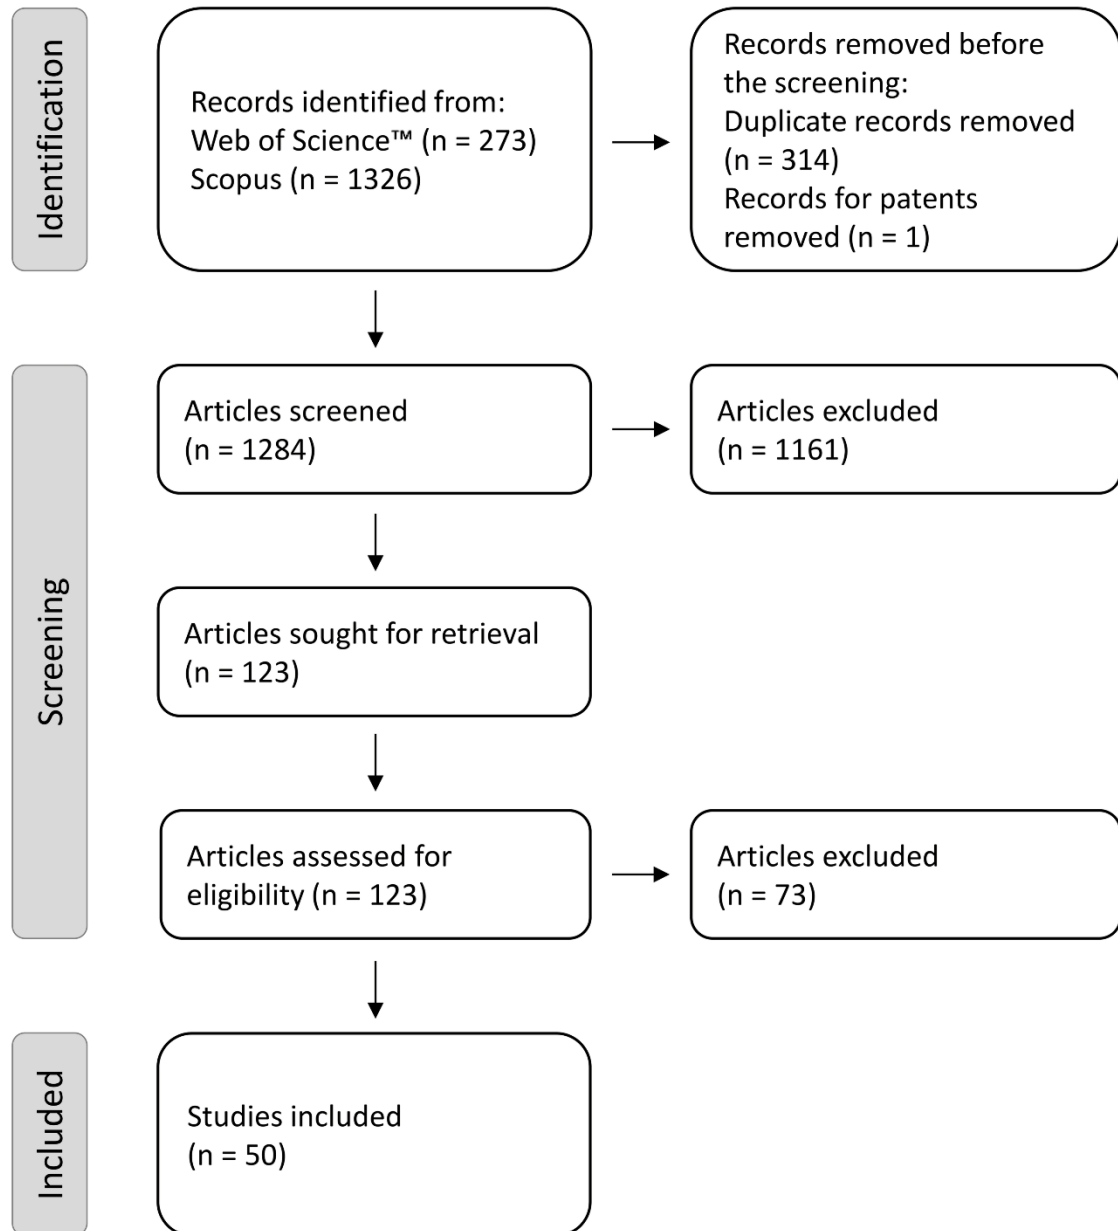 Identification
Records identified from:
Web of Science™ (n = 273)
Scopus (n = 1326)
Records removed before
the screening:
Duplicate records removed
(n = 314)
Records for patents
removed (n = 1)
Screening
Articles screened
(n = 1284)
Articles excluded
(n = 1161)
Articles sought for retrieval
(n = 123)
Articles assessed for
eligibility (n = 123)
Articles excluded
(n = 73)
Included
Studies included
(n = 50)